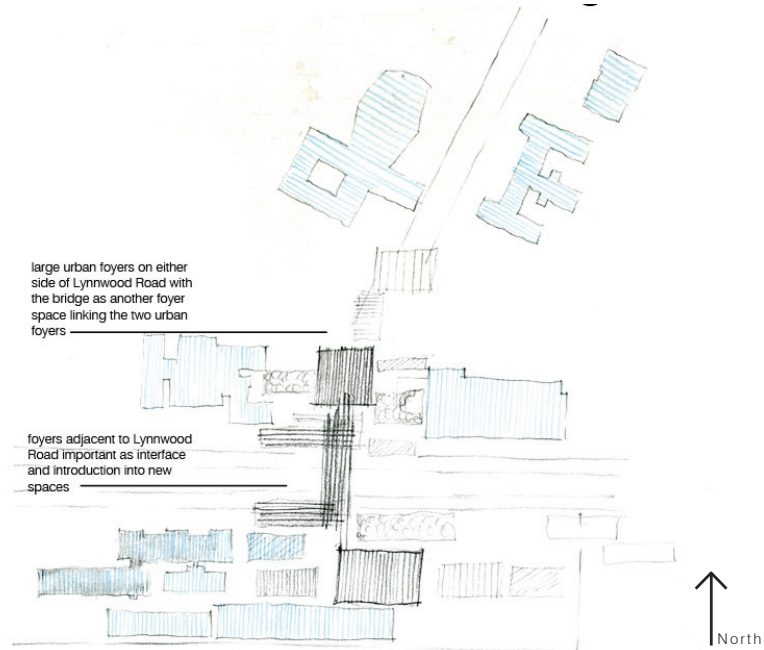 large urban foyers on either
side of Lynnwood Road with
the bridge as another foyer
space linking the two urban
foyers
foyers adjacent to Lynnwood
Road important as interface
and introduction into new
spaces
North